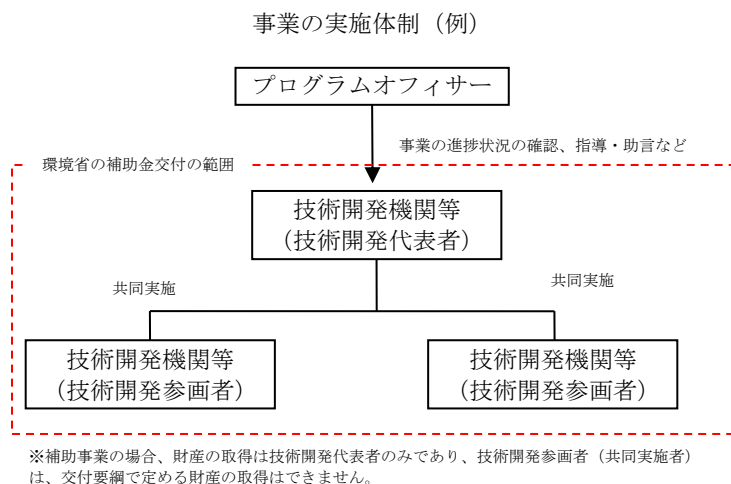 事業の実施体制（例）
プログラムオフィサー
事業の進捗状況の確認、指導・助言など
環境省の補助金交付の範囲
技術開発機関等
（技術開発代表者）
共同実施
共同実施
技術開発機関等
（技術開発参画者）
技術開発機関等
（技術開発参画者）
※補助事業の場合、財産の取得は技術開発代表者のみであり、技術開発参画者（共同実施者）
は、交付要綱で定める財産の取得はできません。